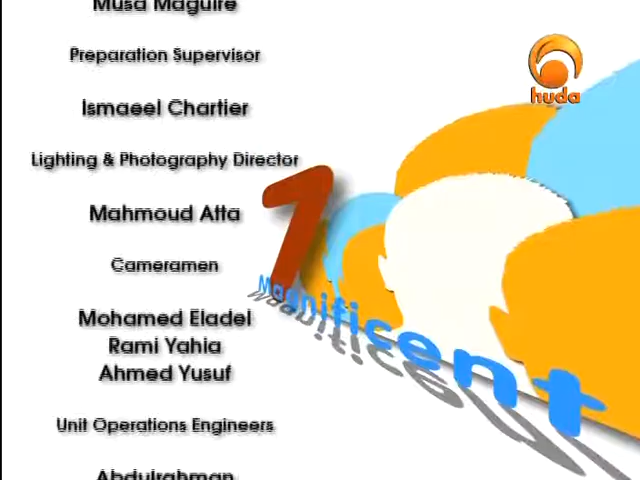 Musa Maguire
Preparation Supervisor
Ismaeel Chartier
Lighting & Photography Director
Mahmoud Atta
Cameramen
Mohamed Eladel
Rami Yahia
Ahmed Yusuf
Unit Operations Engineers
Abdulrahman
huda
1
Magnificent